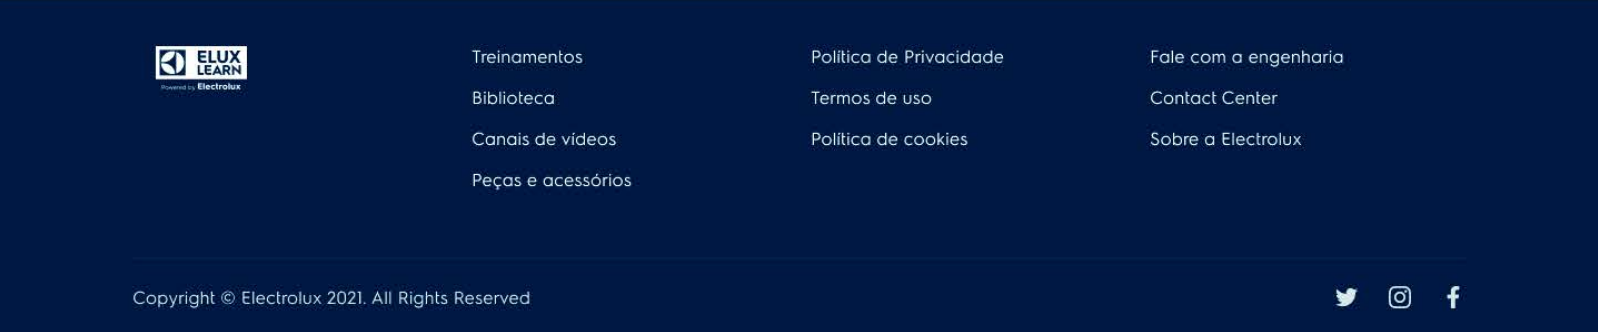 ELUX
LEARN
Powered by Electrolux
Treinamentos
Biblioteca
Canais de vídeos
Peças e acessórios
Política de Privacidade
Termos de uso
Política de cookies
Fale com a engenharia
Contact Center
Sobre a Electrolux
Copyright © Electrolux 2021. All Rights Reserved